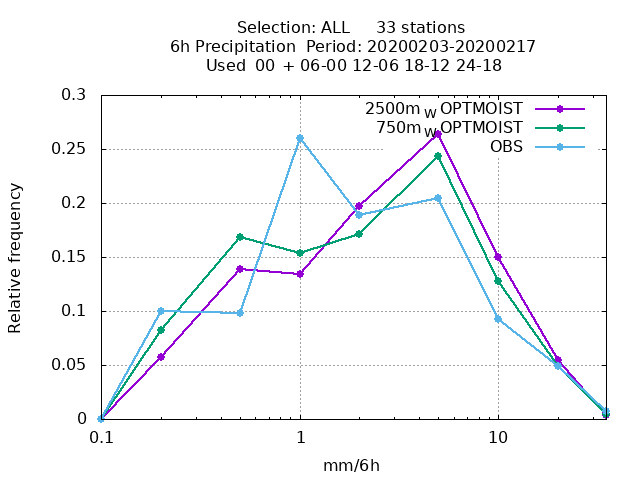 Selection: ALL 33 stations
6h Precipitation Period: 20200203-20200217
Used 00 + 06-00 12-06 18-12 24-18
0.3
0.25
0.2
0.15
0.1
0.05
0
0.1 1 10
Relative frequency
mm/6h
2500m W OPTMOIST
750m W OPTMOIST
OBS